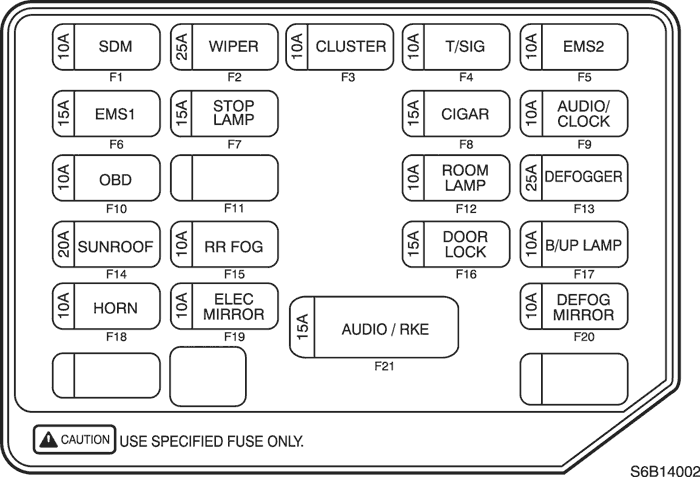 10A SDM
F1
25A WIPER
F2
10A CLUSTER
F3
10A T/SIG
F4
10A EMS2
F5
15A EMS1
F6
15A STOP
LAMP
F7
15A CIGAR
F8
10A AUDIO/
CLOCK
F9
10A OBD
F10
F11
10A ROOM
LAMP
F12
25A DEFOGGER
F13
20A SUNROOF
F14
10A RR FOG
F15
15A DOOR
LOCK
F16
10A B/UP LAMP
F17
10A HORN
F18
10A ELEC
MIRROR
F19
15A AUDIO / RKE
F21
10A DEFOG
MIRROR
F20
CAUTION USE SPECIFIED FUSE ONLY.
S6B14002